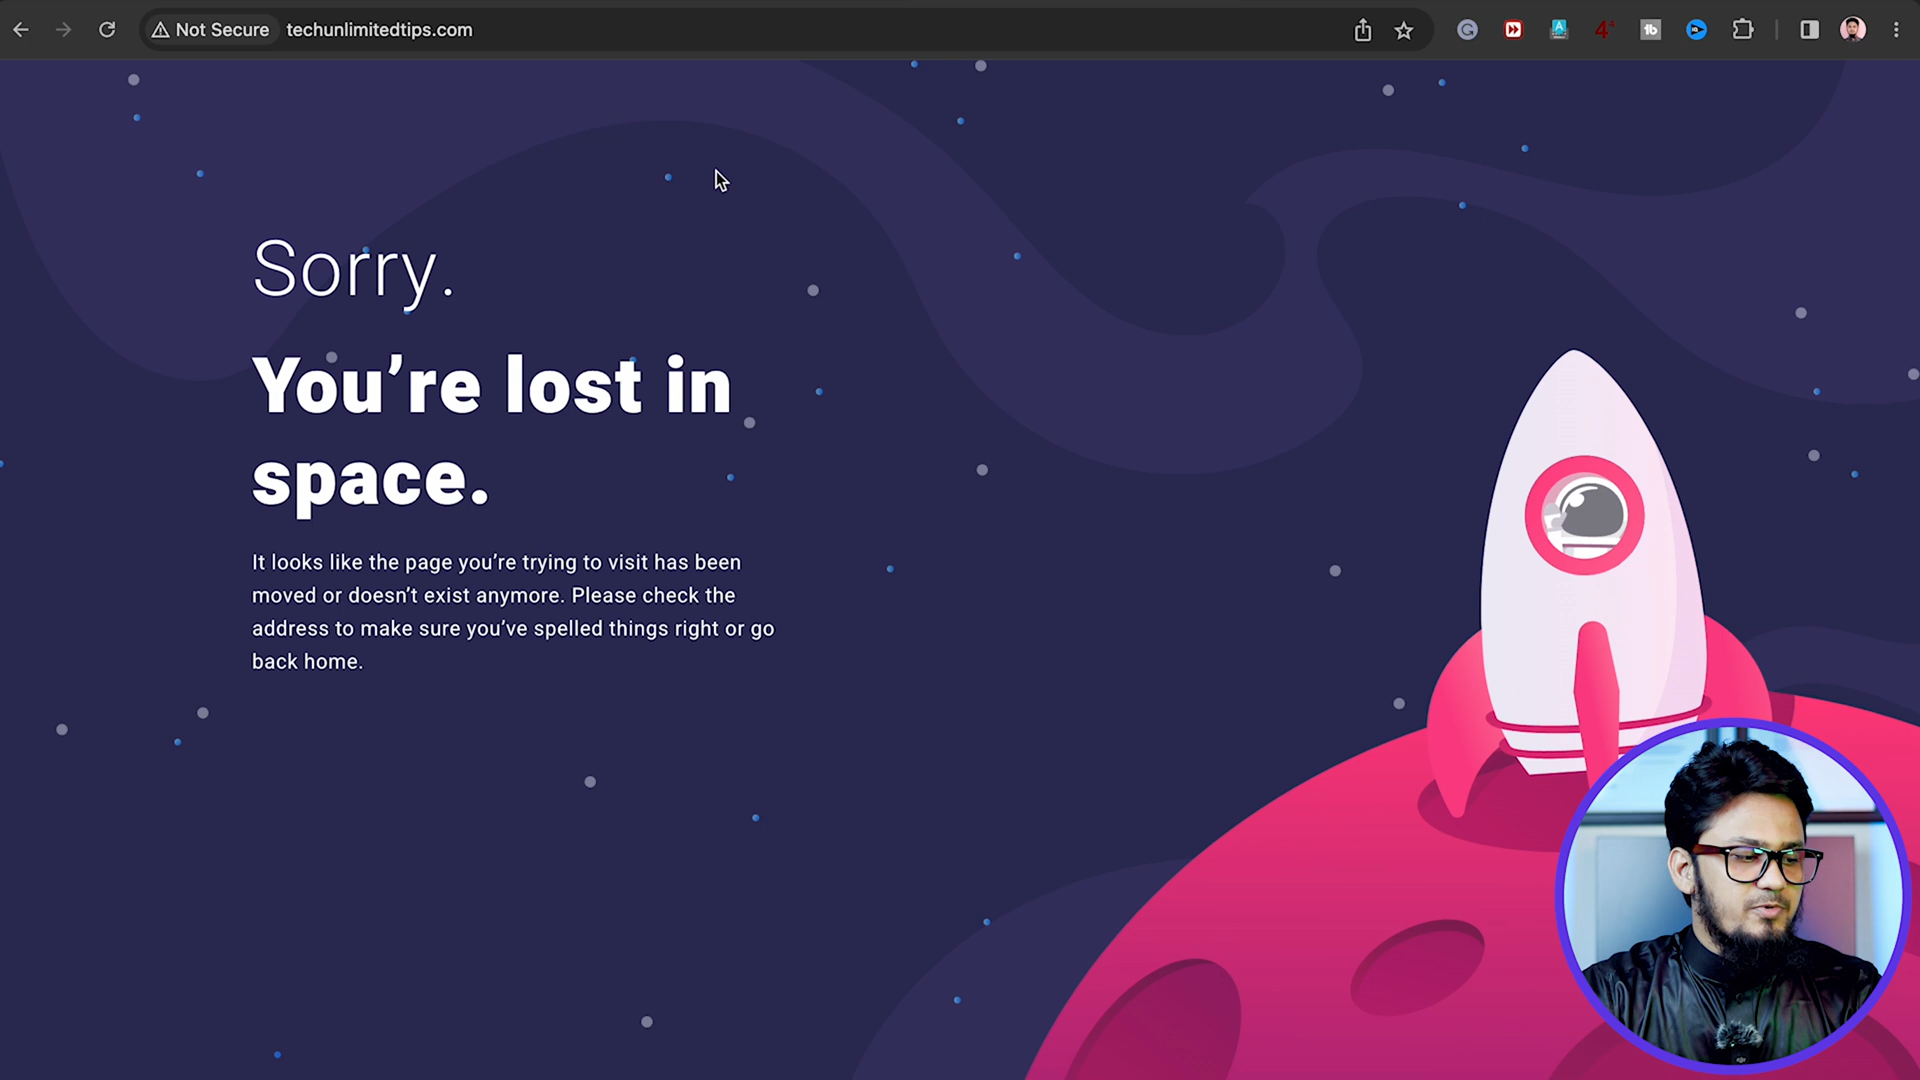 Not Secure techunlimitedtips.com
Sorry.
You’re lost in
space.
It looks like the page you’re trying to visit has been
moved or doesn’t exist anymore. Please check the
address to make sure you’ve spelled things right or go
back home.